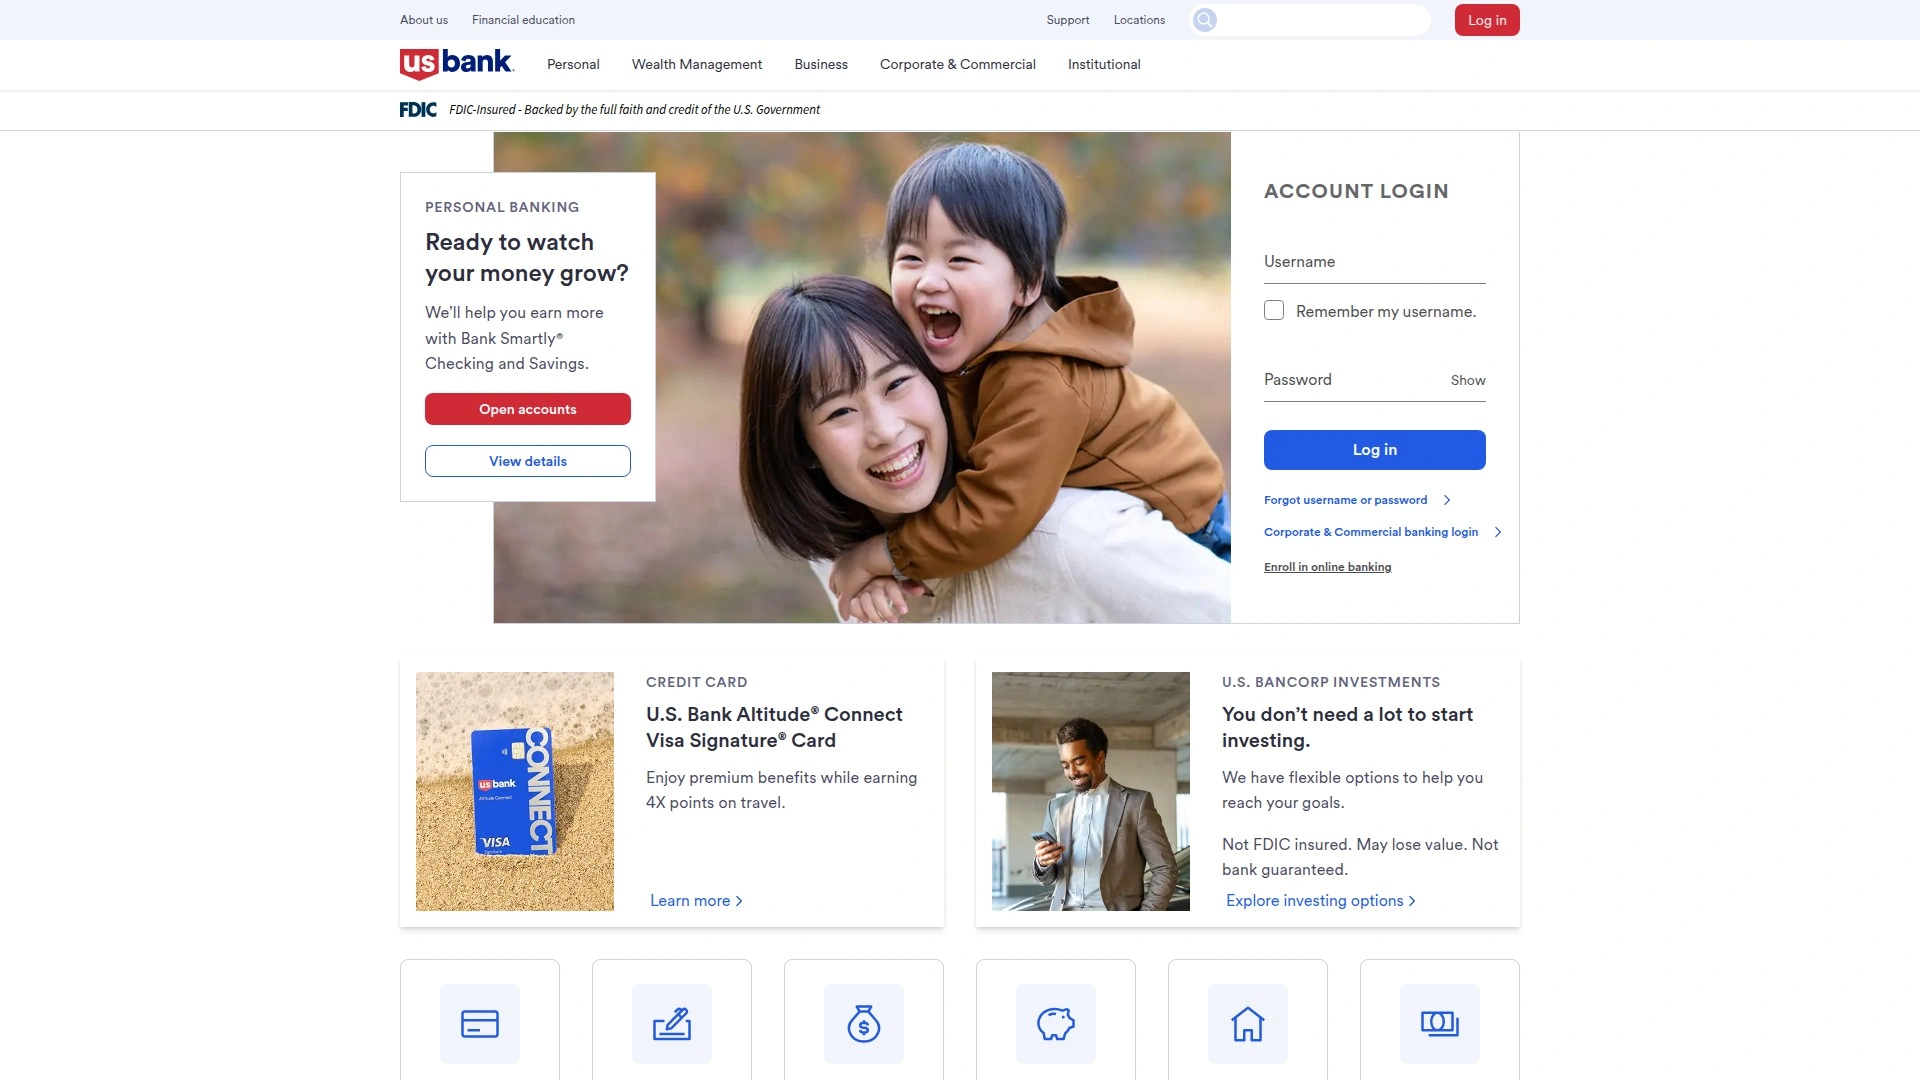 About us
Financial education
Support
Locations
Log in
usbank.
Personal
Wealth Management
Business
Corporate & Commercial
Institutional
FDIC
FDIC-Insured - Backed by the full faith and credit of the U.S. Government
PERSONAL BANKING
Ready to watch
your money grow?
We’ll help you earn more
with Bank Smartly®
Checking and Savings.
Open accounts
View details
ACCOUNT LOGIN
Username
Remember my username.
Password
Show
Log in
Forgot username or password
Corporate & Commercial banking login
Enroll in online banking
CREDIT CARD
U.S. Bank Altitude® Connect
Visa Signature® Card
Enjoy premium benefits while earning
4X points on travel.
Learn more
usbank
Altitude Connect
CONNECT
VISA
Signature
U.S. BANCORP INVESTMENTS
You don’t need a lot to start
investing.
We have flexible options to help you
reach your goals.
Not FDIC insured. May lose value. Not
bank guaranteed.
Explore investing options
$